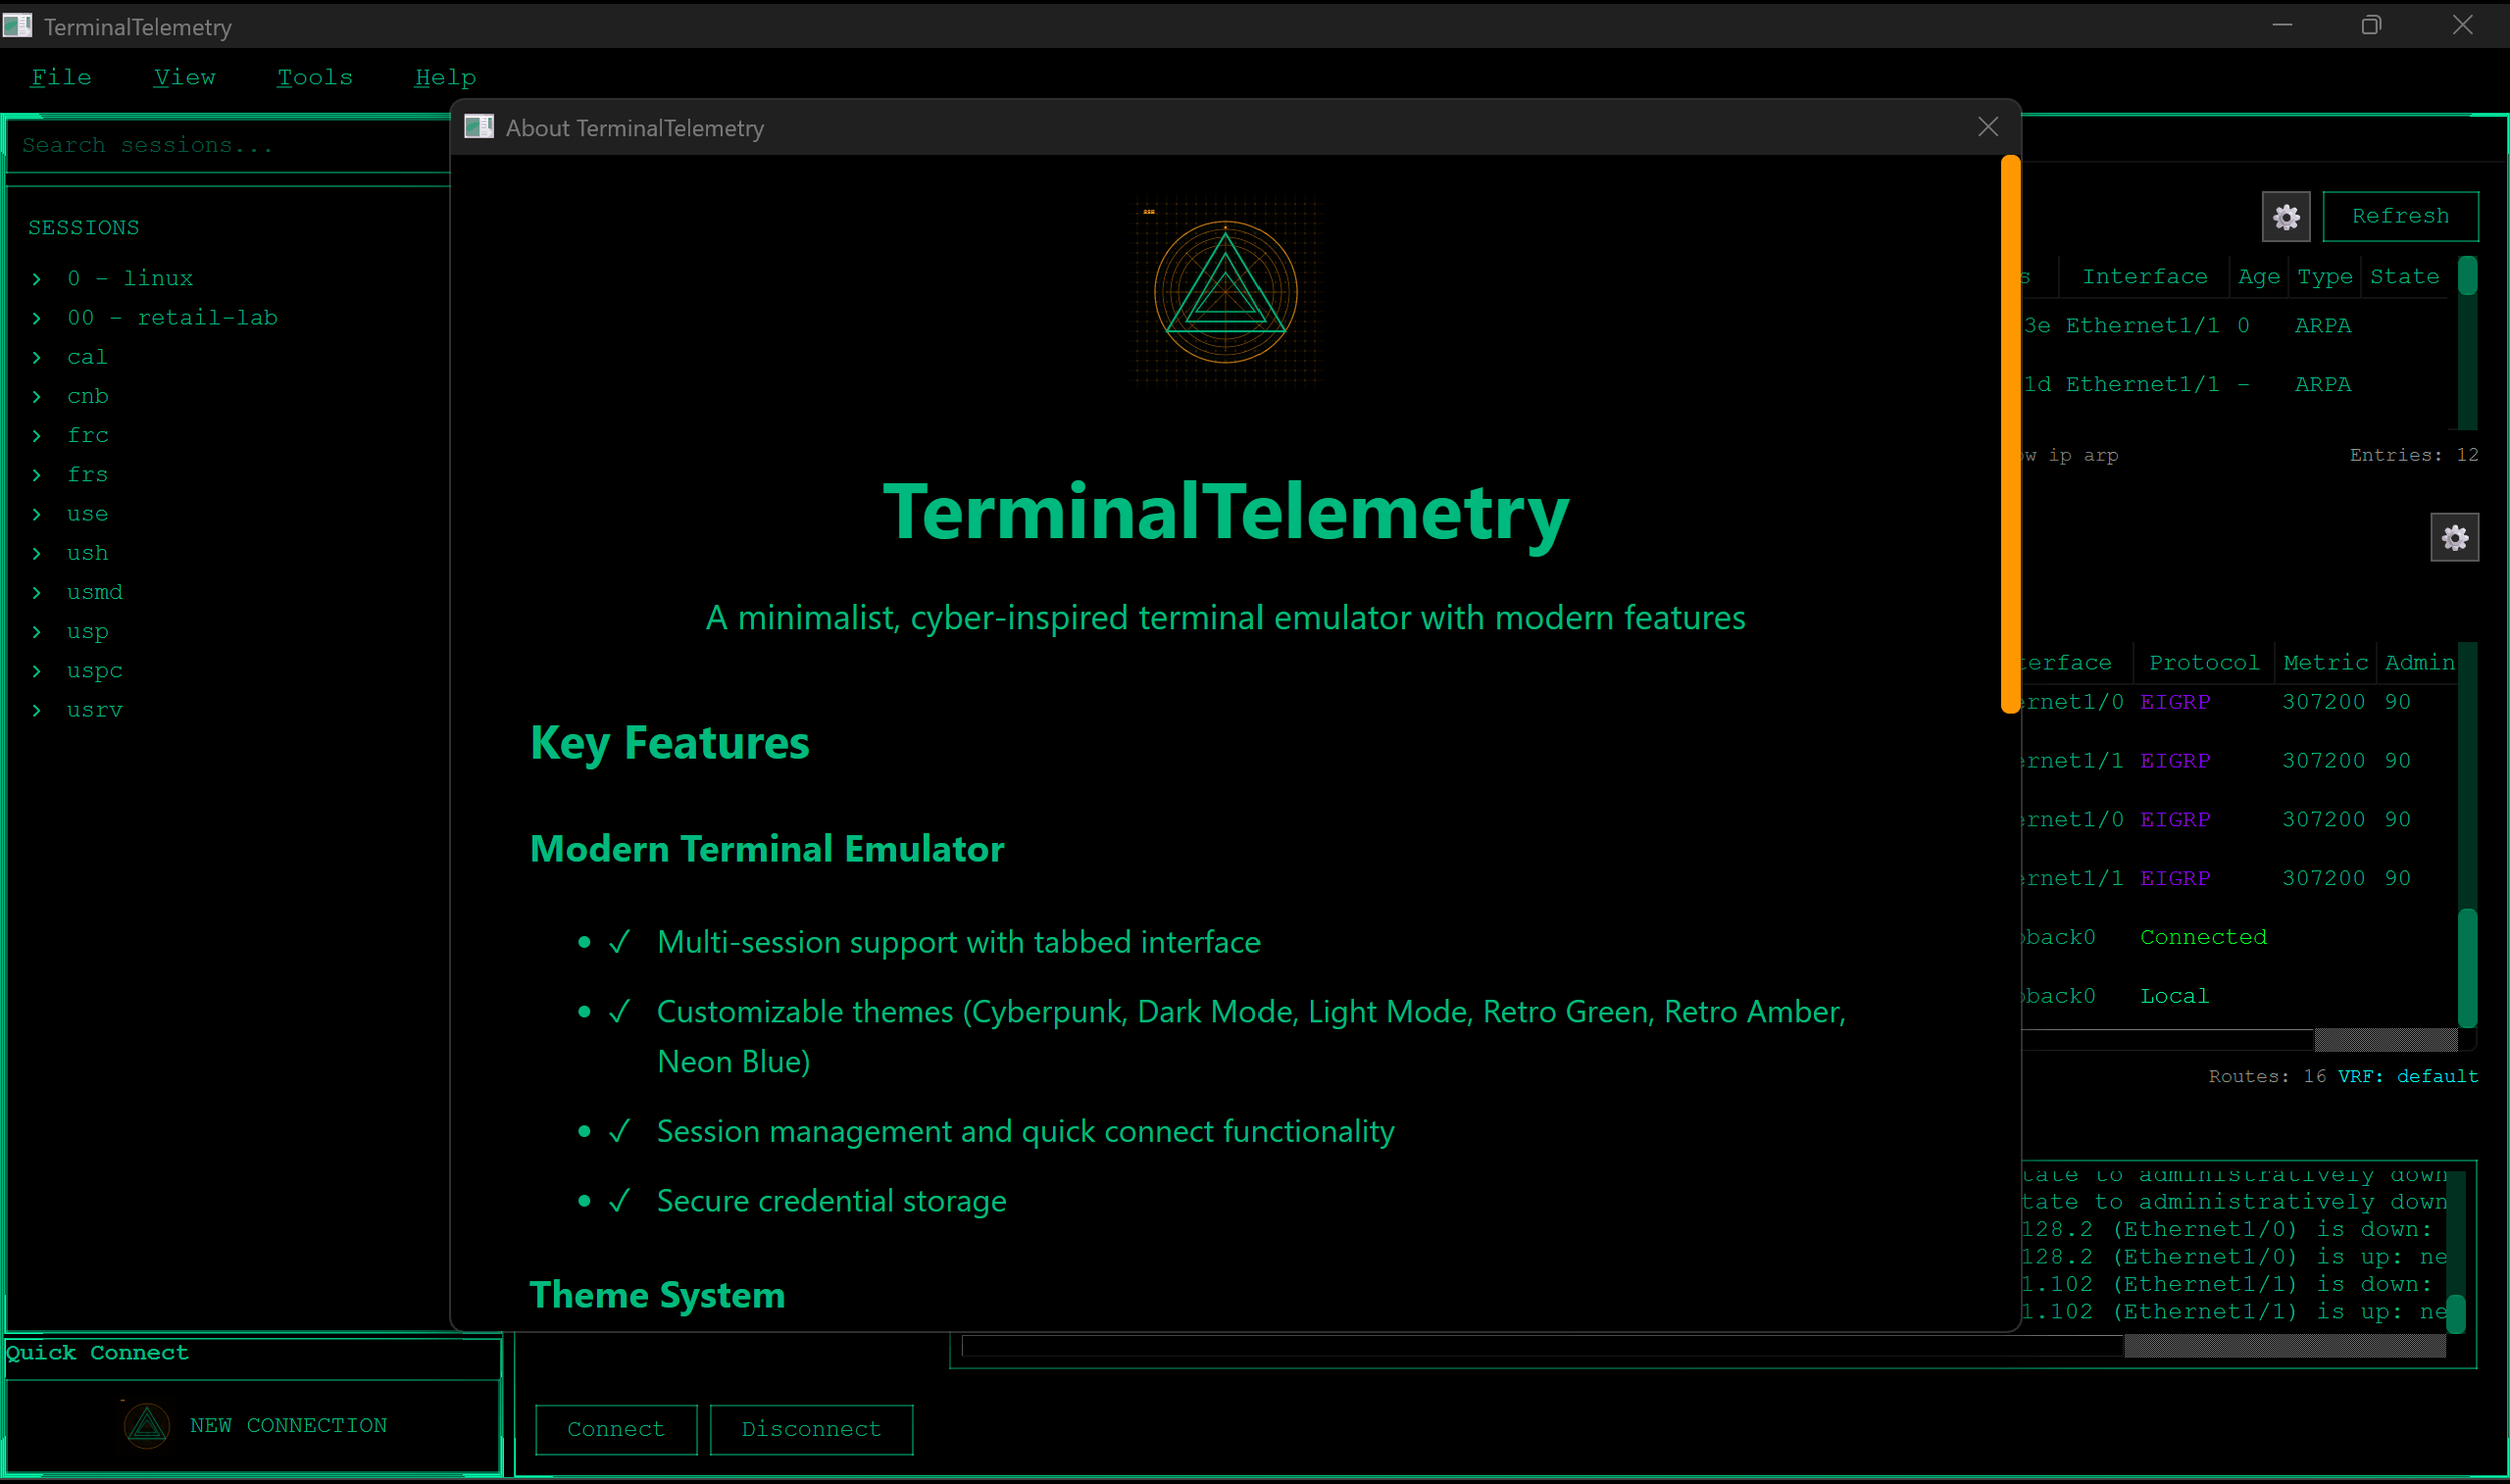 TerminalTelemetry
File View Tools Help
Search sessions...
SESSIONS
0 - linux
00 - retail-lab
cal
cnb
frc
frs
use
ush
usmd
usp
uspc
usrv
Quick Connect
NEW CONNECTION
About TerminalTelemetry
TerminalTelemetry
A minimalist, cyber-inspired terminal emulator with modern features
Key Features
Modern Terminal Emulator
• ✓ Multi-session support with tabbed interface
• ✓ Customizable themes (Cyberpunk, Dark Mode, Light Mode, Retro Green, Retro Amber,
Neon Blue)
• ✓ Session management and quick connect functionality
• ✓ Secure credential storage
Theme System
Refresh
s Interface Age Type State
3e Ethernet1/1 0 ARPA
1d Ethernet1/1 - ARPA
ow ip arp Entries: 12
terface Protocol Metric Admin
ernet1/0 EIGRP 307200 90
ernet1/1 EIGRP 307200 90
ernet1/0 EIGRP 307200 90
ernet1/1 EIGRP 307200 90
back0 Connected
back0 Local
Routes: 16 VRF: default
tate to administratively down
tate to administratively down
128.2 (Ethernet1/0) is down:
128.2 (Ethernet1/0) is up: ne
1.102 (Ethernet1/1) is down:
1.102 (Ethernet1/1) is up: ne
Connect Disconnect